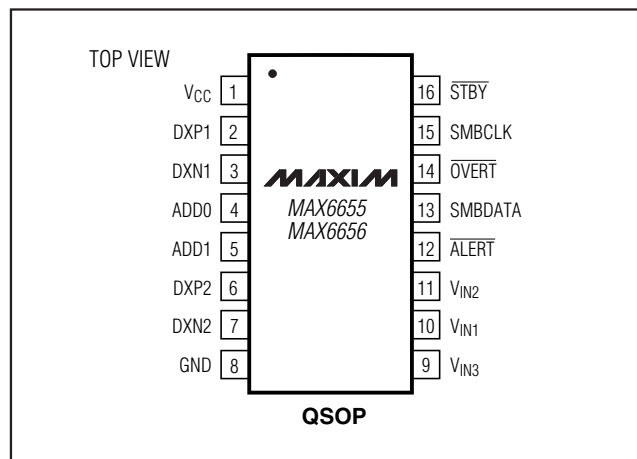 TOP VIEW
VCC 1
DXP1 2
DXN1 3
ADD0 4
ADD1 5
DXP2 6
DXN2 7
GND 8
MAXIM
MAX6655
MAX6656
16 STBY
15 SMBCLK
14 OVERT
13 SMBDATA
12 ALERT
11 VIN2
10 VIN1
9 VIN3
QSOP